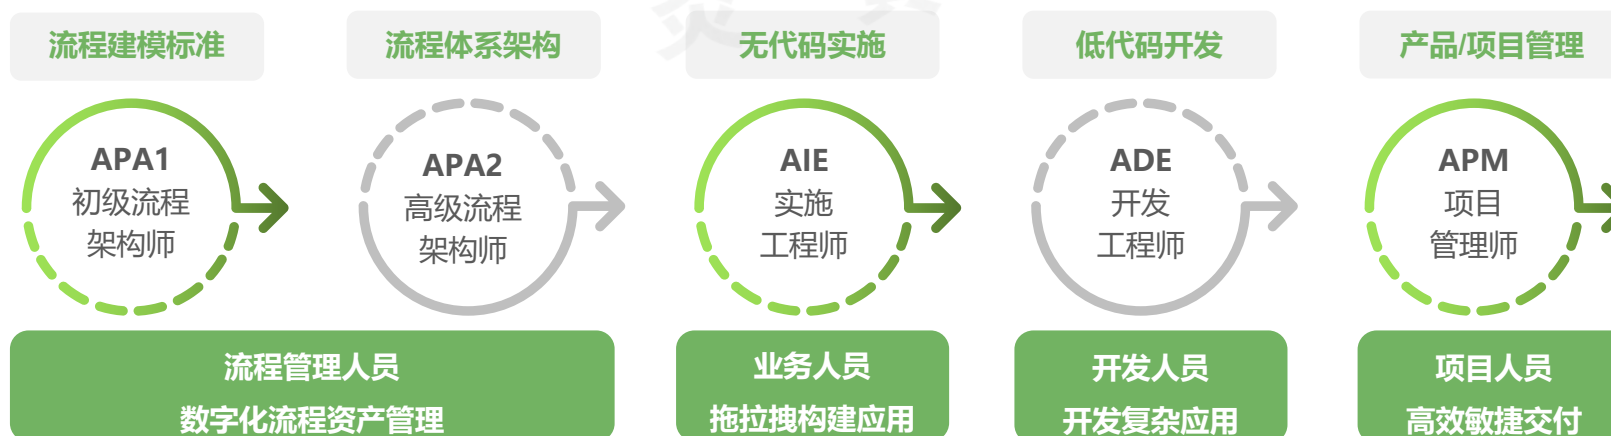 流程建模标准
流程体系架构
无代码实施
低代码开发
产品/项目管理
APA1
初级流程
架构师
APA2
高级流程
架构师
AIE
实施
工程师
ADE
开发
工程师
APM
项目
管理师
流程管理人员
数字化流程资产管理
业务人员
拖拉拽构建应用
开发人员
开发复杂应用
项目人员
高效敏捷交付